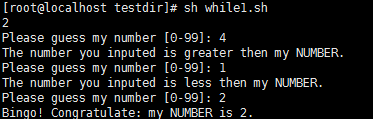 [root@localhost testdir]# sh while1.sh
2
Please guess my number [0-99]: 4
The number you inputed is greater then my NUMBER.
Please guess my number [0-99]: 1
The number you inputed is less then my NUMBER.
Please guess my number [0-99]: 2
Bingo! Congratulate: my NUMBER is 2.